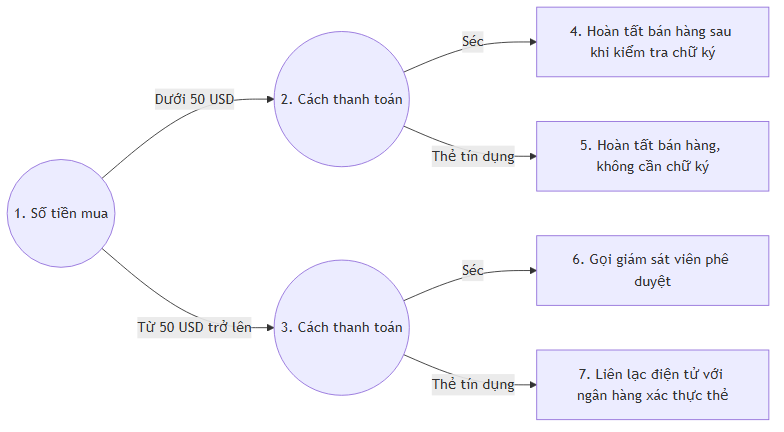 1. Số tiền mua
Dưới 50 USD
Từ 50 USD trở lên
2. Cách thanh toán
3. Cách thanh toán
Séc
Thẻ tín dụng
Séc
Thẻ tín dụng
4. Hoàn tất bán hàng sau
khi kiểm tra chữ ký
5. Hoàn tất bán hàng,
không cần chữ ký
6. Gọi giám sát viên phê
duyệt
7. Liên lạc điện tử với
ngân hàng xác thực thẻ